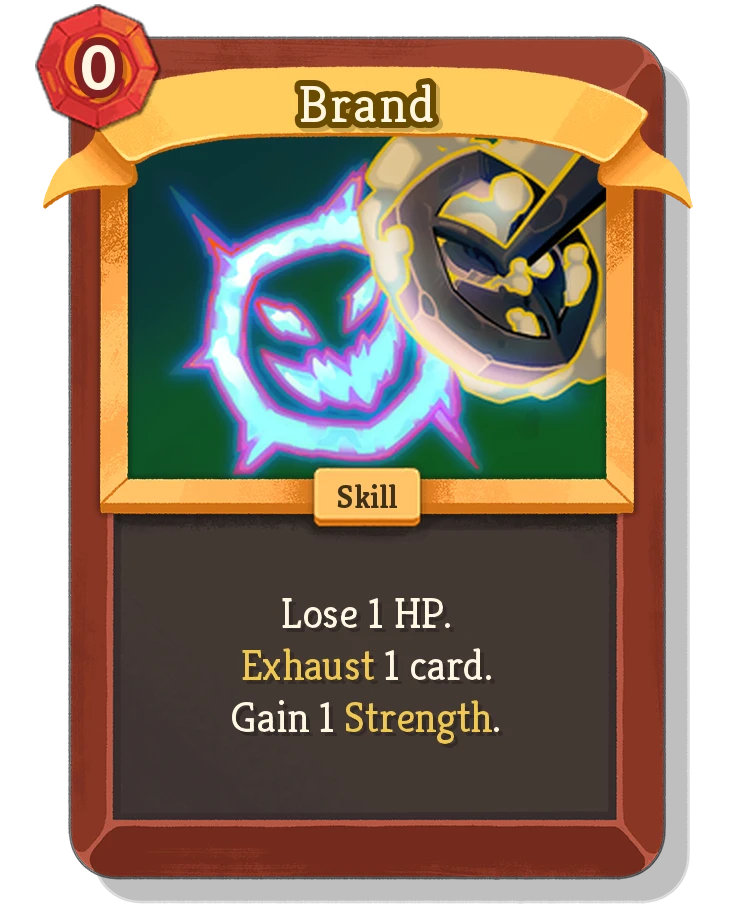 0
Brand
Skill
Lose 1 HP.
Exhaust 1 card.
Gain 1 Strength.